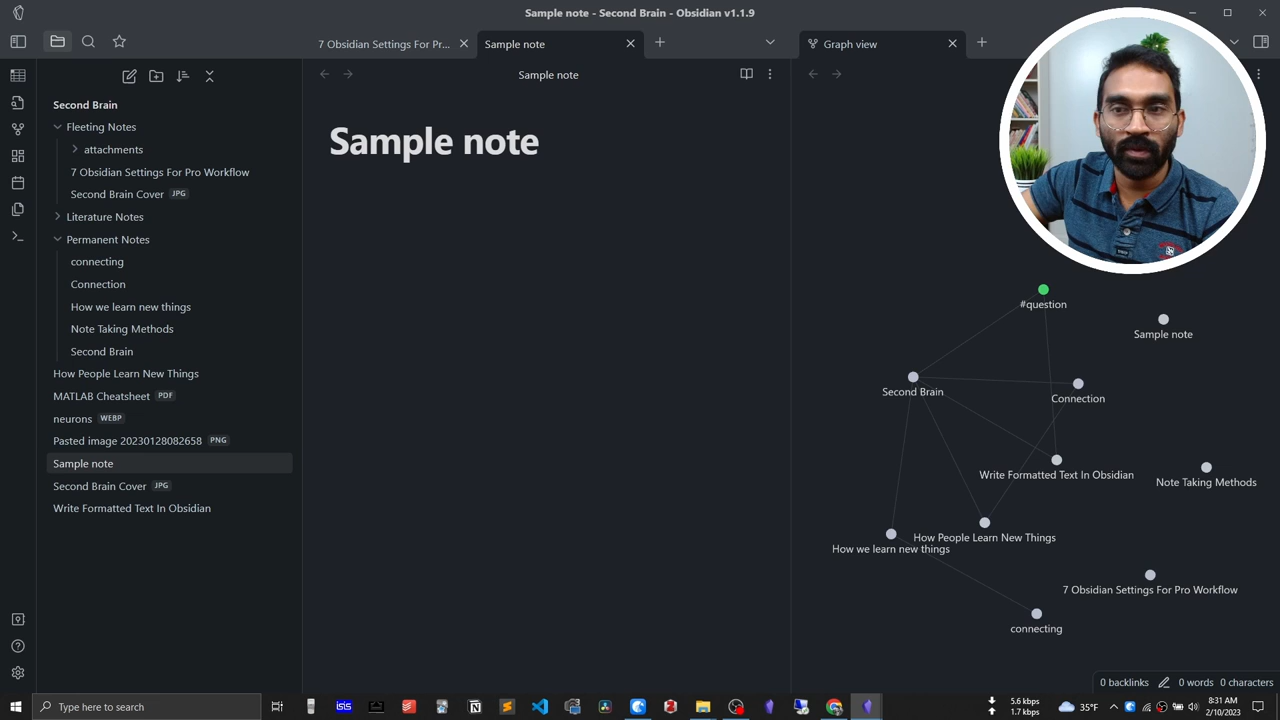 Sample note - Second Brain - Obsidian v1.1.9
7 Obsidian Settings For Pr...
Sample note
Graph view
Sample note
Second Brain
Fleeting Notes
attachments
7 Obsidian Settings For Pro Workflow
Second Brain Cover JPG
Literature Notes
Permanent Notes
connecting
Connection
How we learn new things
Note Taking Methods
Second Brain
How People Learn New Things
MATLAB Cheatsheet PDF
neurons WEBP
Pasted image 20230128082658 PNG
Sample note
Second Brain Cover JPG
Write Formatted Text In Obsidian
Sample note
#question
Sample note
Second Brain
Connection
Write Formatted Text In Obsidian
Note Taking Methods
How People Learn New Things
How we learn new things
7 Obsidian Settings For Pro Workflow
connecting
0 backlinks
0 words 0 characters
Type here to search
isis
5.6 kbps
1.7 kbps
35°F
8:31 AM
2/10/2023